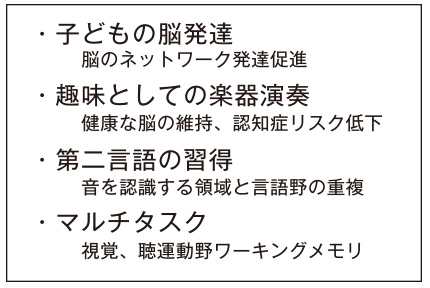 ・子どもの脳発達
脳のネットワーク発達促進
・趣味としての楽器演奏
健康な脳の維持、認知症リスク低下
・第二言語の習得
音を認識する領域と言語野の重複
・マルチタスク
視覚、聴運動野ワーキングメモリ